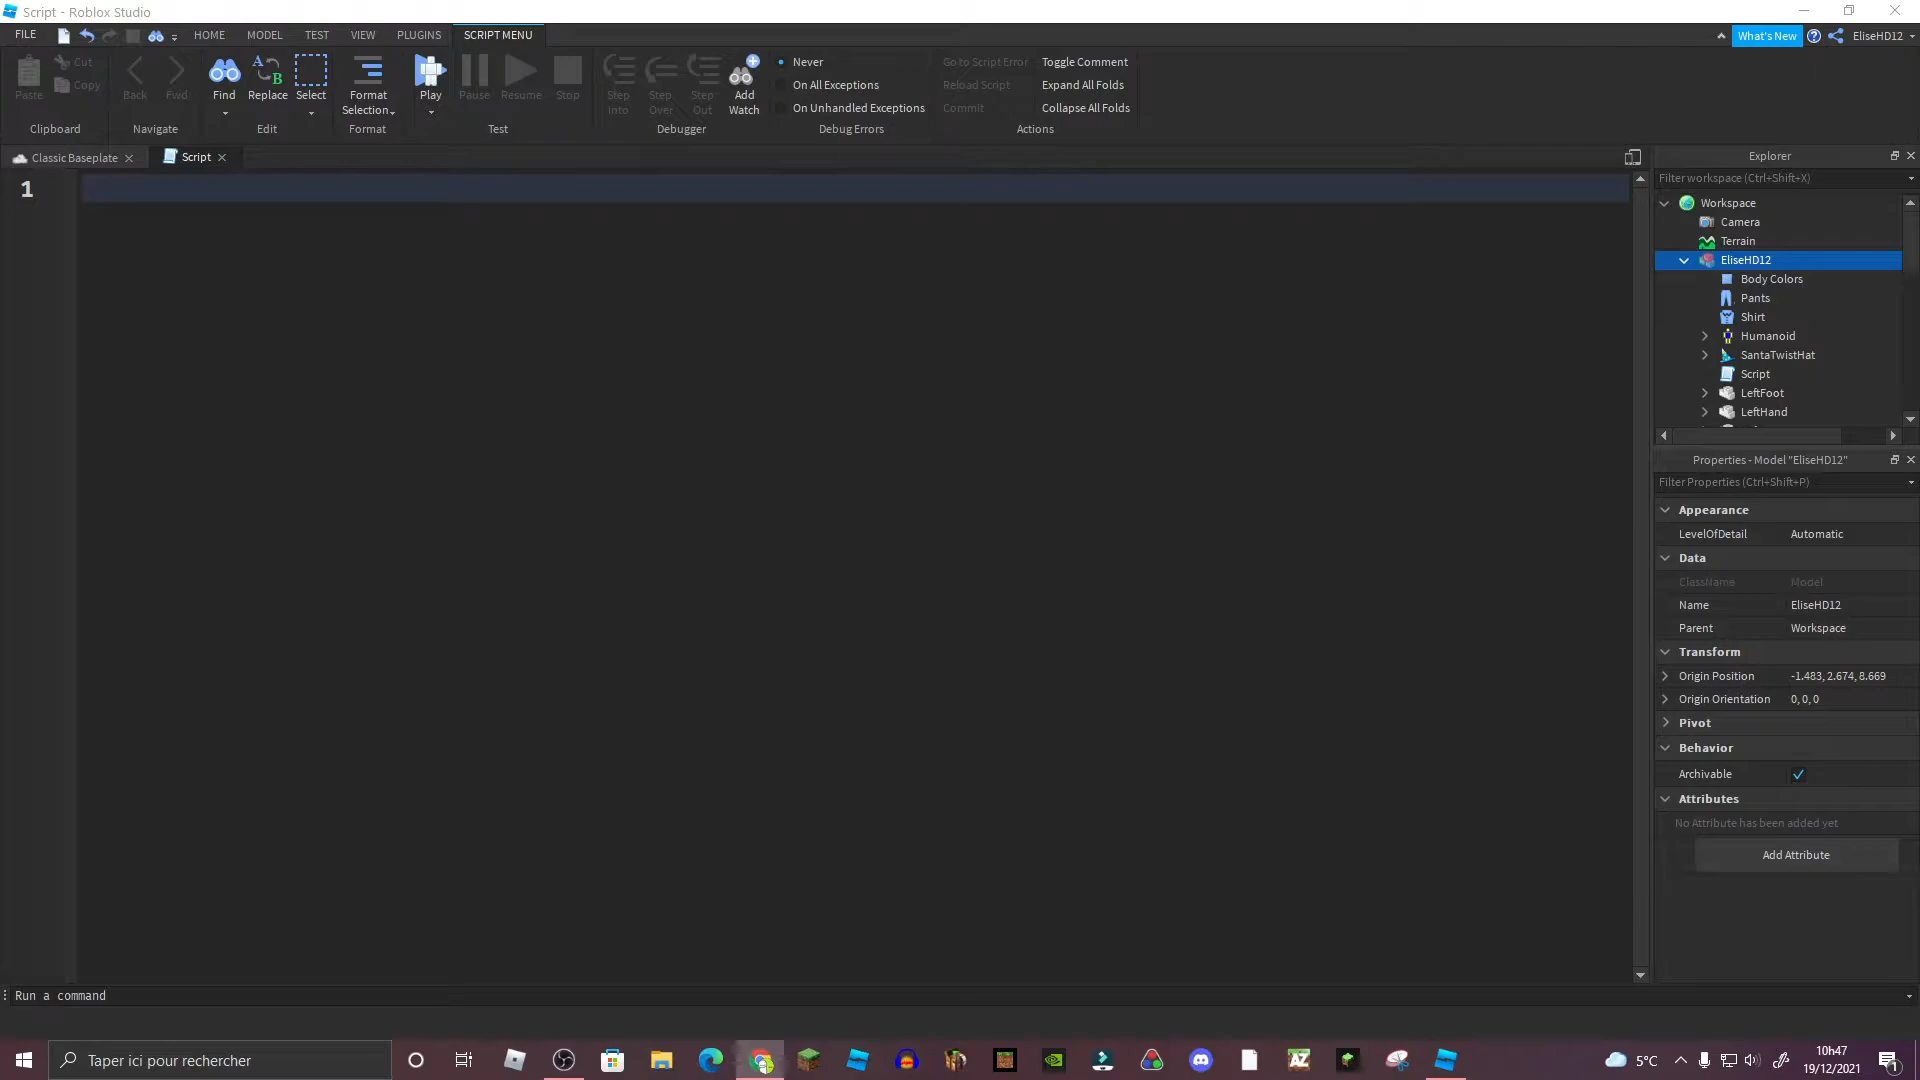 Script - Roblox Studio
FILE HOME MODEL TEST VIEW PLUGINS SCRIPT MENU What's New EliseHD12
Paste Cut Copy
Clipboard
Back Fwd
Navigate
Find Replace Select
Edit
Format Selection
Format
Play Pause Resume Stop
Test
Step Into Step Over Step Out Add Watch
Debugger
Never
On All Exceptions
On Unhandled Exceptions
Debug Errors
Go to Script Error Toggle Comment
Reload Script Expand All Folds
Commit Collapse All Folds
Actions
Classic Baseplate Script
1
Explorer
Filter workspace (Ctrl+Shift+X)
Workspace
Camera
Terrain
EliseHD12
Body Colors
Pants
Shirt
Humanoid
SantaTwistHat
Script
LeftFoot
LeftHand
Properties - Model "EliseHD12"
Filter Properties (Ctrl+Shift+P)
Appearance
LevelOfDetail Automatic
Data
ClassName Model
Name EliseHD12
Parent Workspace
Transform
Origin Position -1.483, 2.674, 8.669
Origin Orientation 0, 0, 0
Pivot
Behavior
Archivable
Attributes
No Attribute has been added yet
Add Attribute
Run a command
Taper ici pour rechercher
AZ
5°C
10h47
19/12/2021
1